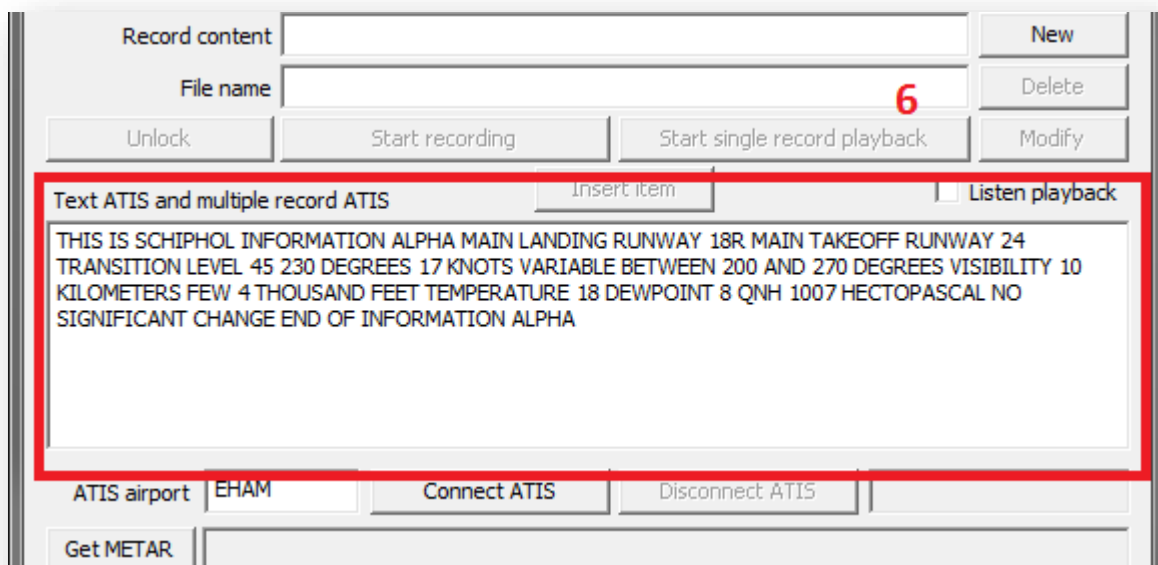 Record content New
File name Delete
6
Unlock Start recording Start single record playback Modify
Text ATIS and multiple record ATIS Insert item Listen playback
THIS IS SCHIPHOL INFORMATION ALPHA MAIN LANDING RUNWAY 18R MAIN TAKEOFF RUNWAY 24
TRANSITION LEVEL 45 230 DEGREES 17 KNOTS VARIABLE BETWEEN 200 AND 270 DEGREES VISIBILITY 10
KILOMETERS FEW 4 THOUSAND FEET TEMPERATURE 18 DEWPOINT 8 QNH 1007 HECTOPASCAL NO
SIGNIFICANT CHANGE END OF INFORMATION ALPHA
ATIS airport EHAM Connect ATIS Disconnect ATIS
Get METAR